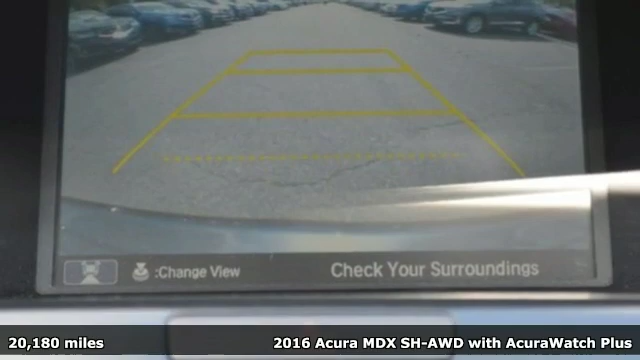 :Change View
Check Your Surroundings
20,180 miles
2016 Acura MDX SH-AWD with AcuraWatch Plus